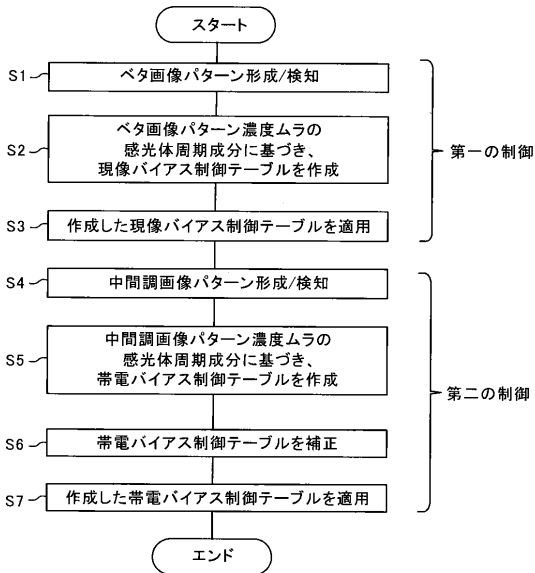 スタート
S1
ベタ画像パターン形成/検知
S2
ベタ画像パターン濃度ムラの
感光体周期成分に基づき、
現像バイアス制御テーブルを作成
S3
作成した現像バイアス制御テーブルを適用
第一の制御
S4
中間調画像パターン形成/検知
S5
中間調画像パターン濃度ムラの
感光体周期成分に基づき、
帯電バイアス制御テーブルを作成
S6
帯電バイアス制御テーブルを補正
S7
作成した帯電バイアス制御テーブルを適用
第二の制御
エンド